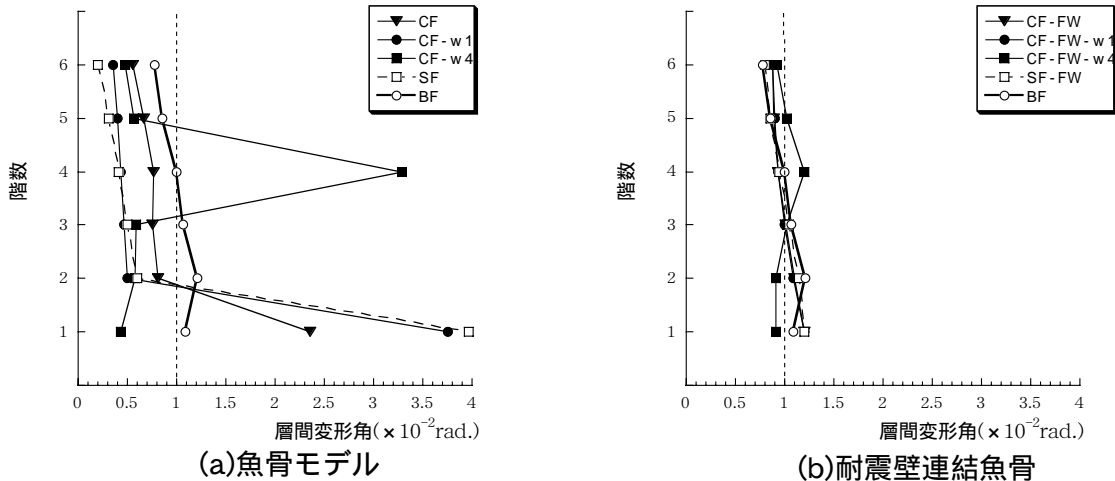 CF
CF-w1
CF-w4
SF
BF
6
5
4
3
2
1
階数
0 0.5 1 1.5 2 2.5 3 3.5 4
層間変形角(×10⁻²rad.)
(a)魚骨モデル
CF-FW
CF-FW-w1
CF-FW-w4
SF-FW
BF
6
5
4
3
2
1
階数
0 0.5 1 1.5 2 2.5 3 3.5 4
層間変形角(×10⁻²rad.)
(b)耐震壁連結魚骨